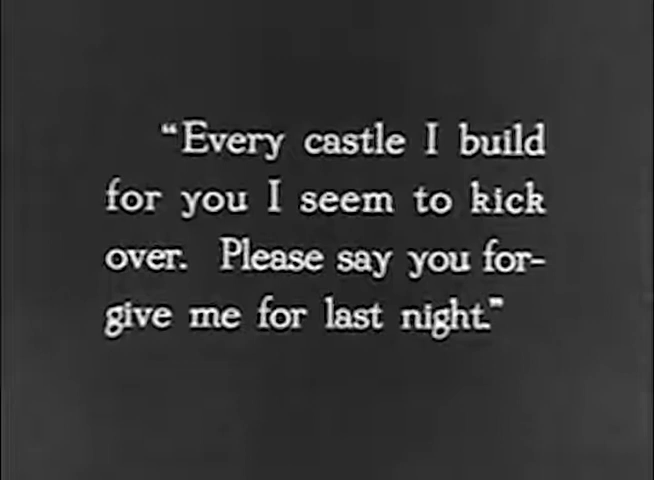 “Every castle I build
for you I seem to kick
over. Please say you for-
give me for last night.”